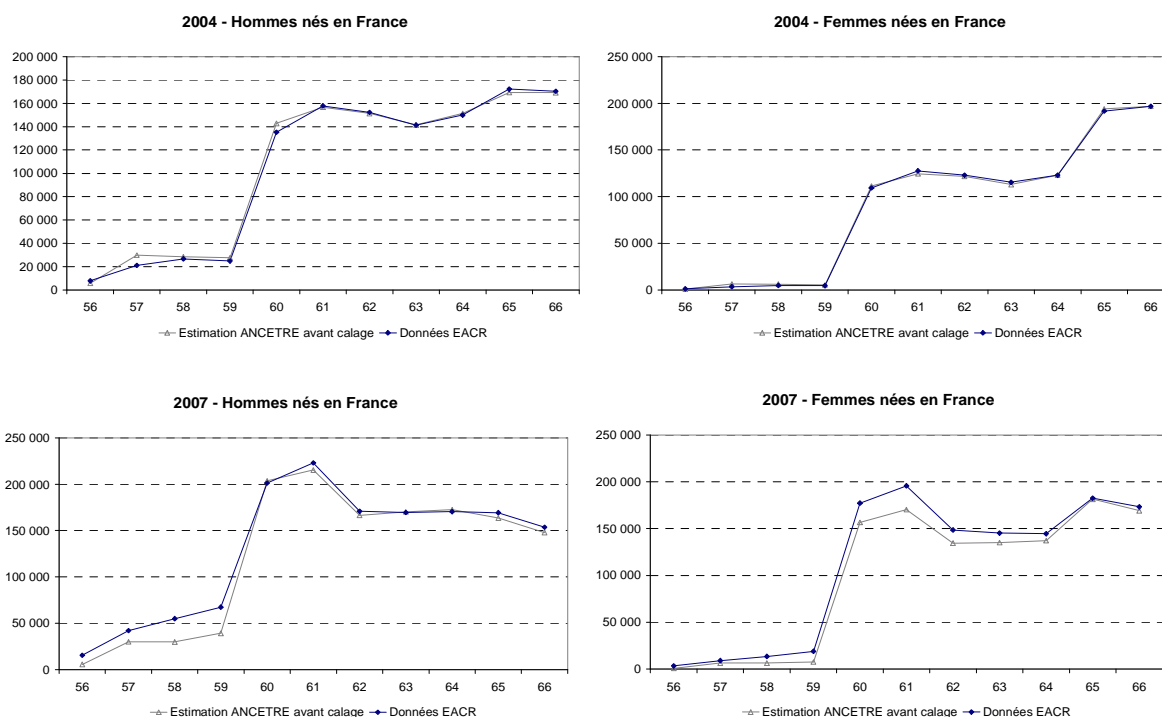 2004 - Hommes nés en France
200 000
180 000
160 000
140 000
120 000
100 000
80 000
60 000
40 000
20 000
0
56 57 58 59 60 61 62 63 64 65 66
Estimation ANCETRE avant calage Données EACR
2004 - Femmes nées en France
250 000
200 000
150 000
100 000
50 000
0
56 57 58 59 60 61 62 63 64 65 66
Estimation ANCETRE avant calage Données EACR
2007 - Hommes nés en France
250 000
200 000
150 000
100 000
50 000
0
56 57 58 59 60 61 62 63 64 65 66
Estimation ANCETRE avant calage Données EACR
2007 - Femmes nées en France
250 000
200 000
150 000
100 000
50 000
0
56 57 58 59 60 61 62 63 64 65 66
Estimation ANCETRE avant calage Données EACR